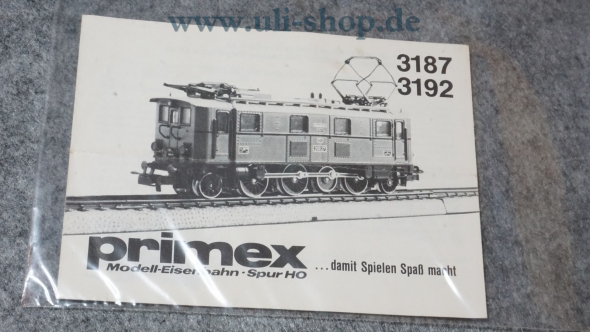 www.uli-shop.de
3187
3192
primex
Modell-Eisenbahn · Spur HO
...damit Spielen Spaß macht